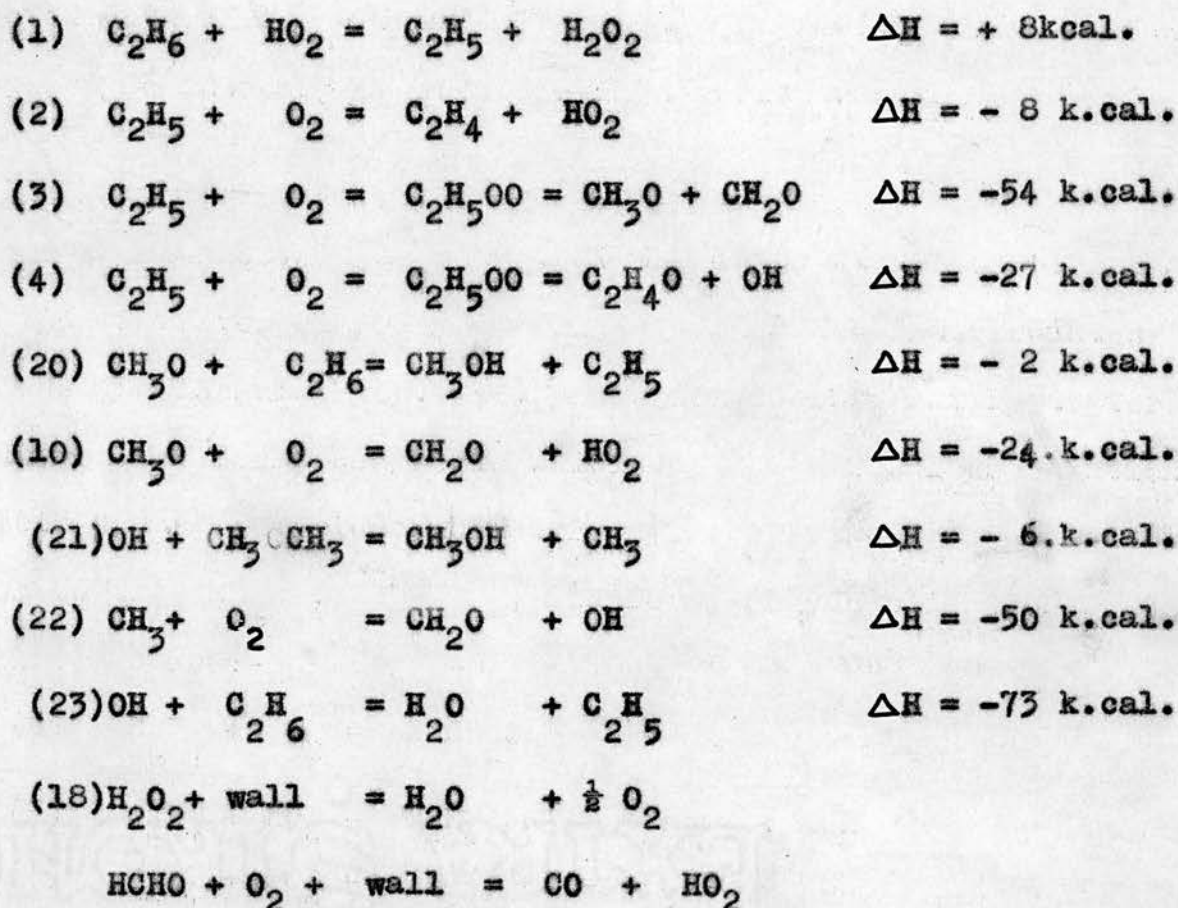 (1) C₂H₆ + HO₂ = C₂H₅ + H₂O₂ ΔH = + 8kcal.
(2) C₂H₅ + O₂ = C₂H₄ + HO₂ ΔH = - 8 k.cal.
(3) C₂H₅ + O₂ = C₂H₅OO = CH₃O + CH₂O ΔH = -54 k.cal.
(4) C₂H₅ + O₂ = C₂H₅OO = C₂H₄O + OH ΔH = -27 k.cal.
(20) CH₃O + C₂H₆ = CH₃OH + C₂H₅ ΔH = - 2 k.cal.
(10) CH₃O + O₂ = CH₂O + HO₂ ΔH = -24.k.cal.
(21)OH + CH₃CCH₃ = CH₃OH + CH₃ ΔH = - 6.k.cal.
(22) CH₃+ O₂ = CH₂O + OH ΔH = -50 k.cal.
(23)OH + C₂H₆ = H₂O + C₂H₅ ΔH = -73 k.cal.
(18)H₂O₂+ wall = H₂O + ½ O₂
HCHO + O₂ + wall = CO + HO₂